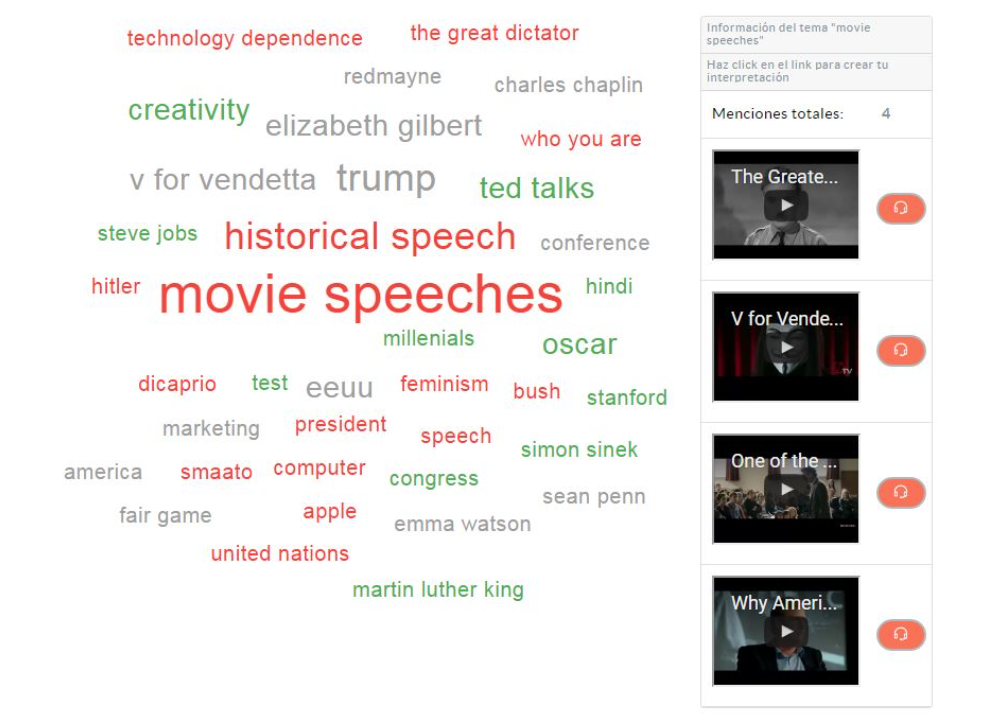 technology dependence
the great dictator
redmayne
charles chaplin
creativity
elizabeth gilbert
who you are
v for vendetta
trump
ted talks
steve jobs
historical speech
conference
hitler
movie speeches
hindi
millenials
oscar
dicaprio
test
eeuu
feminism
bush
stanford
marketing
president
speech
simon sinek
america
smaato
computer
congress
sean penn
fair game
apple
emma watson
united nations
martin luther king
Información del tema "movie
speeches"
Haz click en el link para crear tu
interpretación
Menciones totales: 4
The Greate...
V for Vende...
TV
One of the ...
Why Ameri...